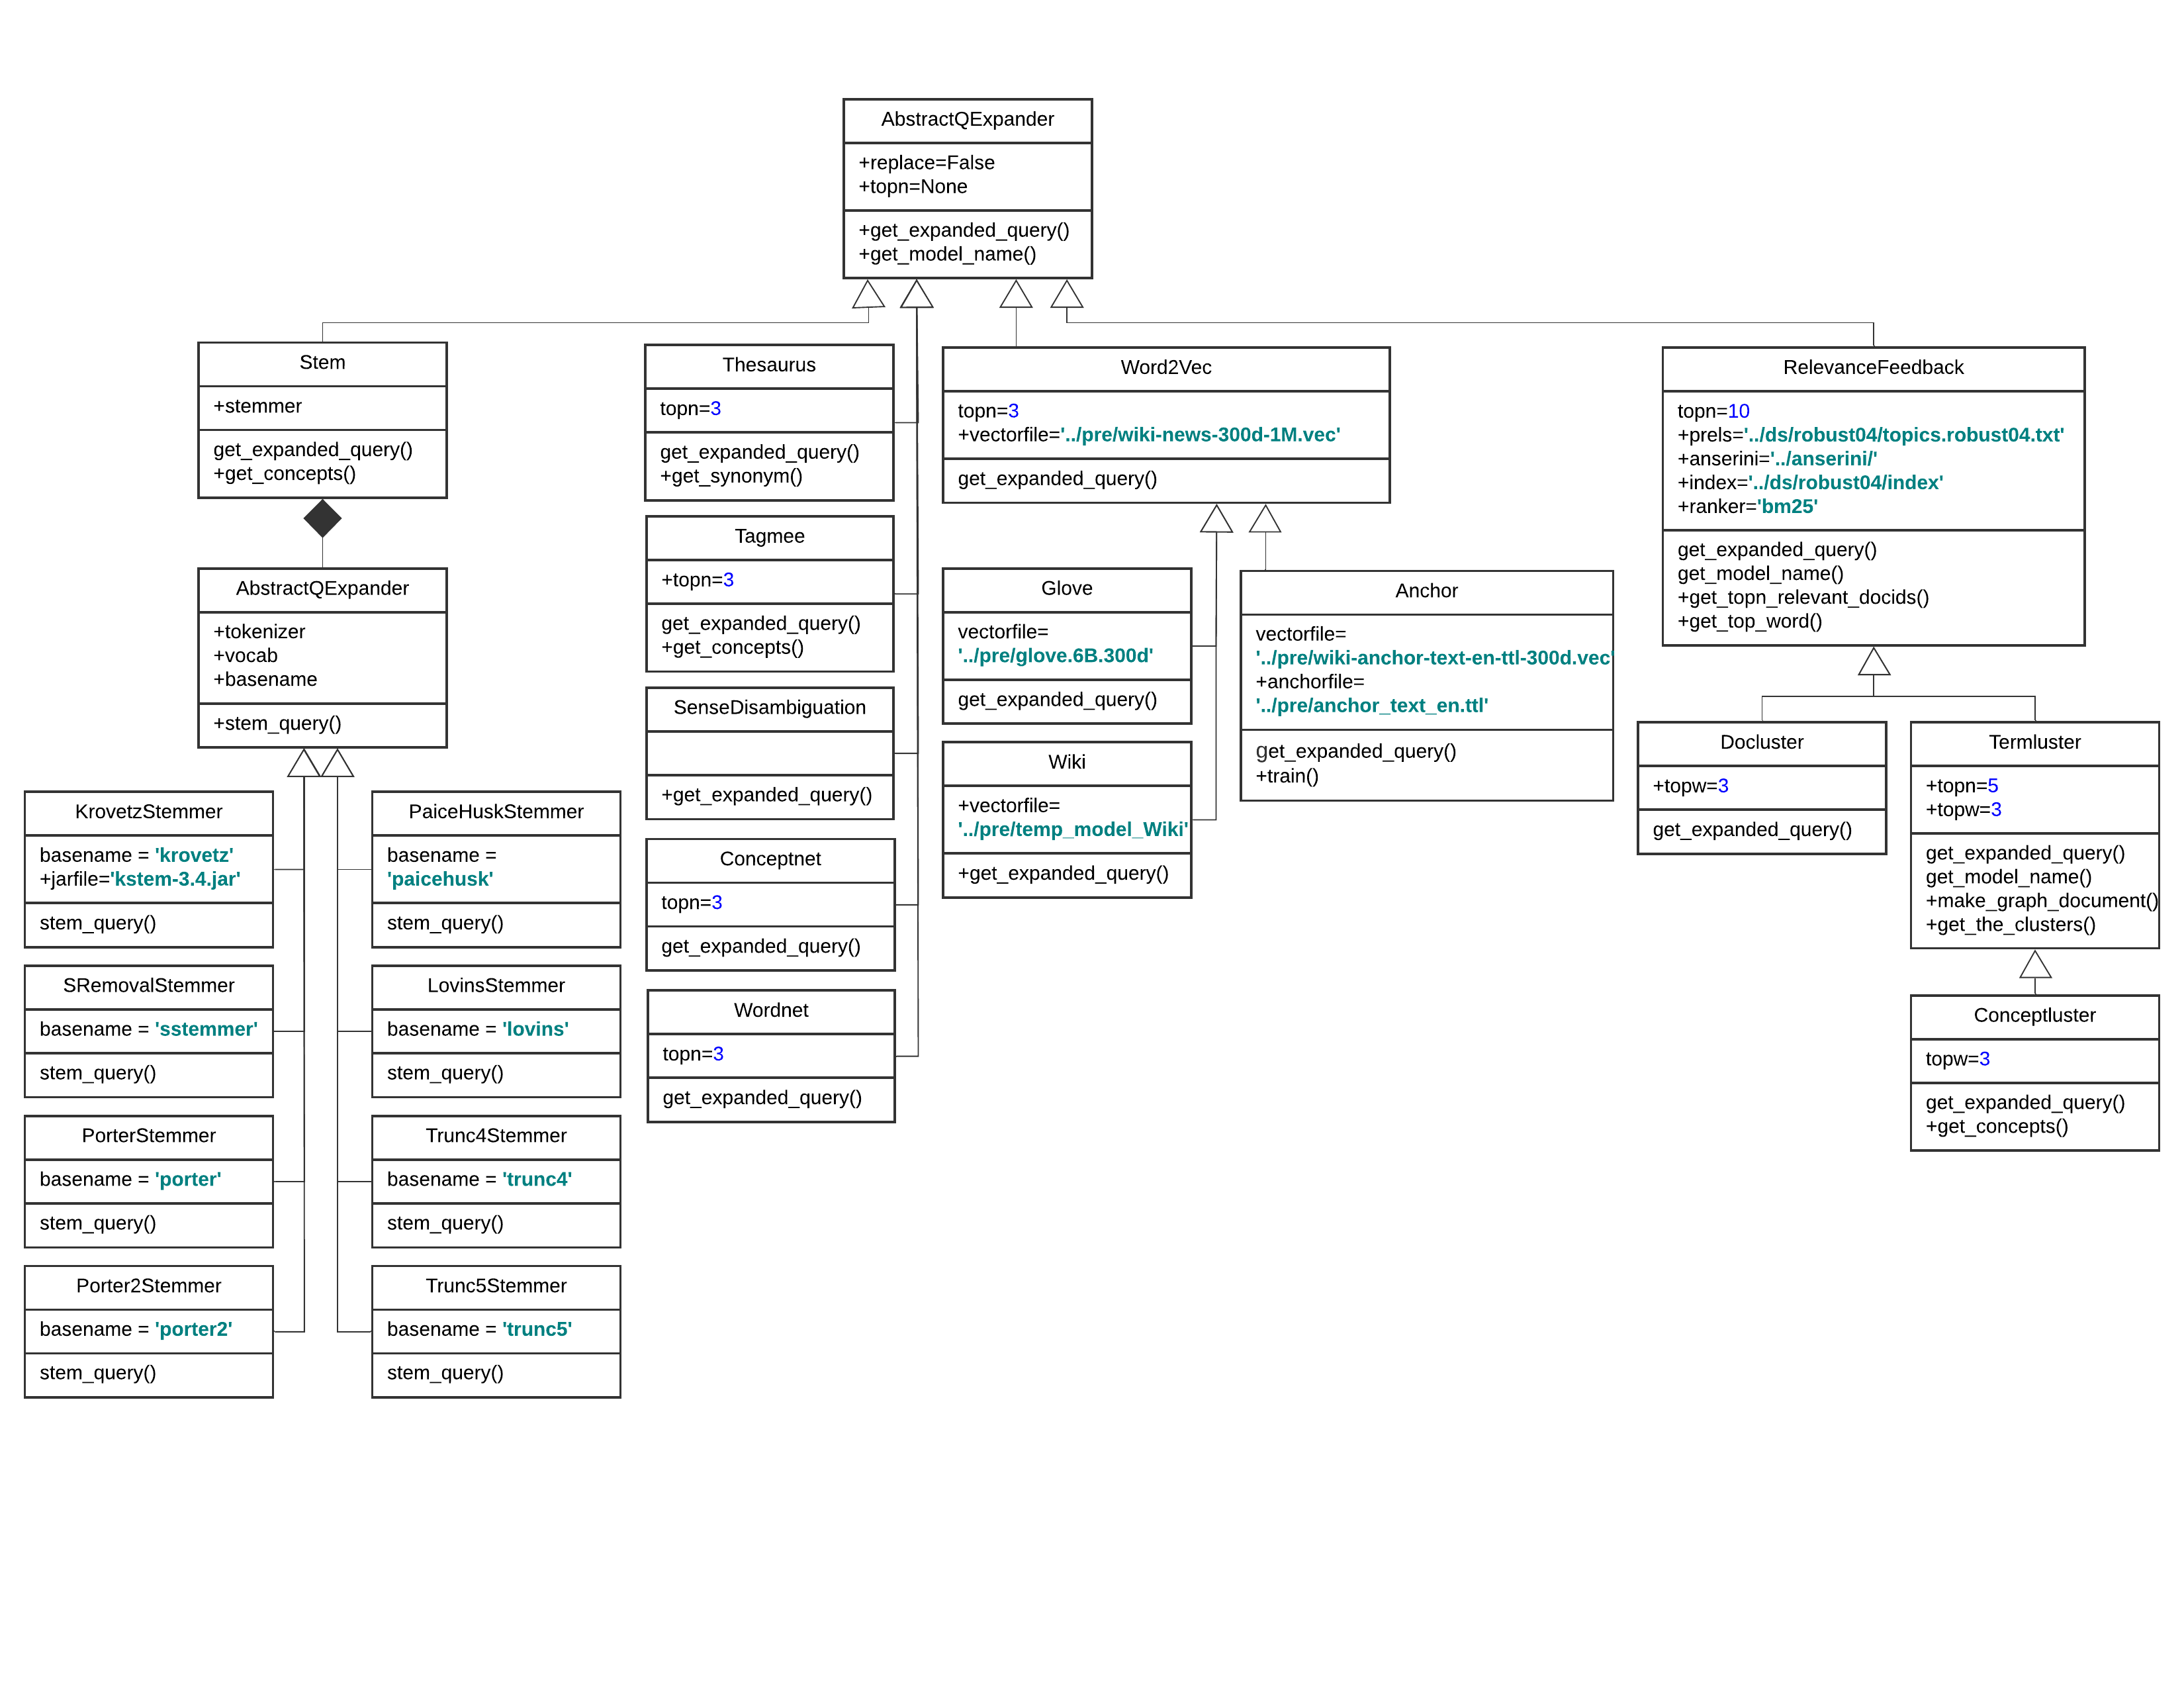 AbstractQExpander
+replace=False
+topn=None
+get_expanded_query()
+get_model_name()
Stem
+stemmer
get_expanded_query()
+get_concepts()
AbstractQExpander
+tokenizer
+vocab
+basename
+stem_query()
KrovetzStemmer
basename = 'krovetz'
+jarfile='kstem-3.4.jar'
stem_query()
PaiceHuskStemmer
basename =
'paicehusk'
stem_query()
SRemovalStemmer
basename = 'sstemmer'
stem_query()
LovinsStemmer
basename = 'lovins'
stem_query()
PorterStemmer
basename = 'porter'
stem_query()
Trunc4Stemmer
basename = 'trunc4'
stem_query()
Porter2Stemmer
basename = 'porter2'
stem_query()
Trunc5Stemmer
basename = 'trunc5'
stem_query()
Thesaurus
topn=3
get_expanded_query()
+get_synonym()
Tagmee
+topn=3
get_expanded_query()
+get_concepts()
SenseDisambiguation
+get_expanded_query()
Conceptnet
topn=3
get_expanded_query()
Wordnet
topn=3
get_expanded_query()
Word2Vec
topn=3
+vectorfile='../pre/wiki-news-300d-1M.vec'
get_expanded_query()
Glove
vectorfile=
'../pre/glove.6B.300d'
get_expanded_query()
Wiki
+vectorfile=
'../pre/temp_model_Wiki'
+get_expanded_query()
Anchor
vectorfile=
'../pre/wiki-anchor-text-en-ttl-300d.vec'
+anchorfile=
'../pre/anchor_text_en.ttl'
get_expanded_query()
+train()
RelevanceFeedback
topn=10
+prels='../ds/robust04/topics.robust04.txt'
+anserini='../anserini/'
+index='../ds/robust04/index'
+ranker='bm25'
get_expanded_query()
get_model_name()
+get_topn_relevant_docids()
+get_top_word()
Docluster
+topw=3
get_expanded_query()
Termluster
+topn=5
+topw=3
get_expanded_query()
get_model_name()
+make_graph_document()
+get_the_clusters()
Conceptluster
topw=3
get_expanded_query()
+get_concepts()